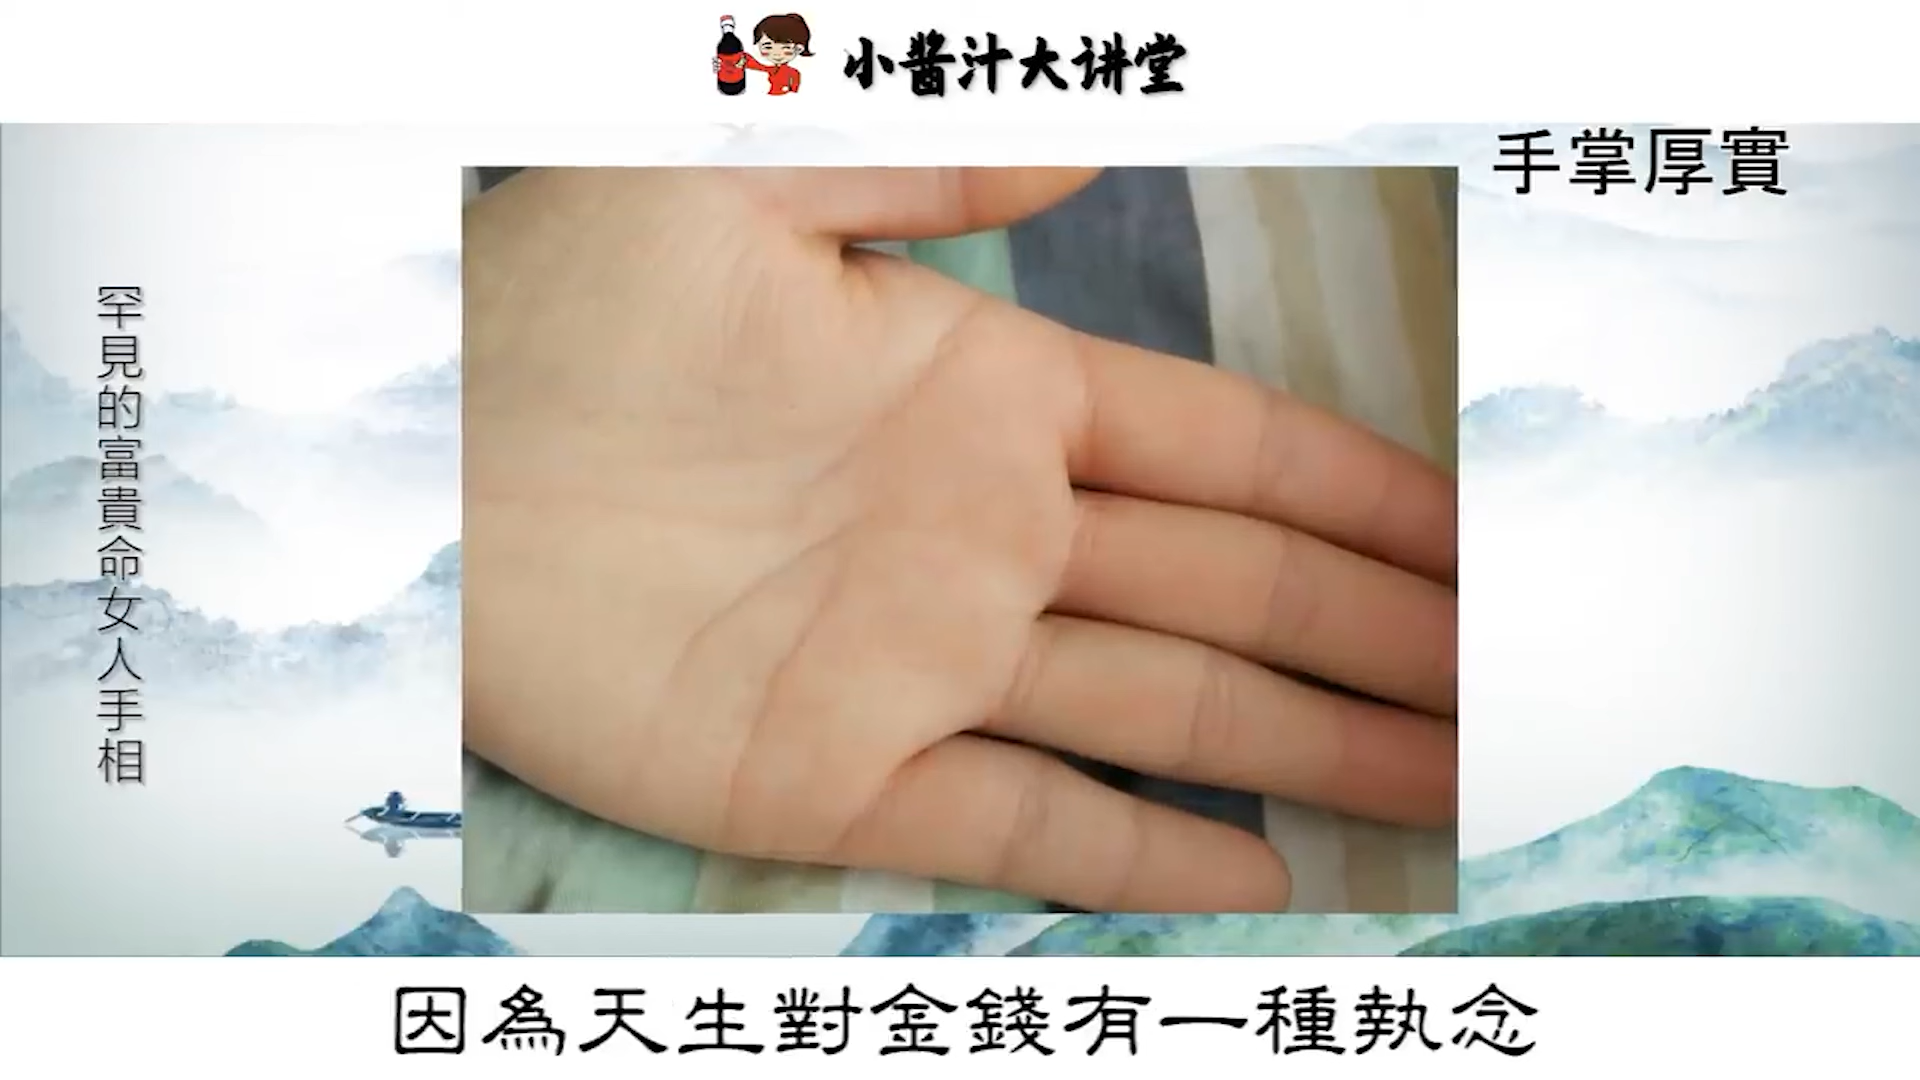 小酱汁大讲堂
手掌厚實
罕見的富貴命女人手相
因為天生對金錢有一種執念